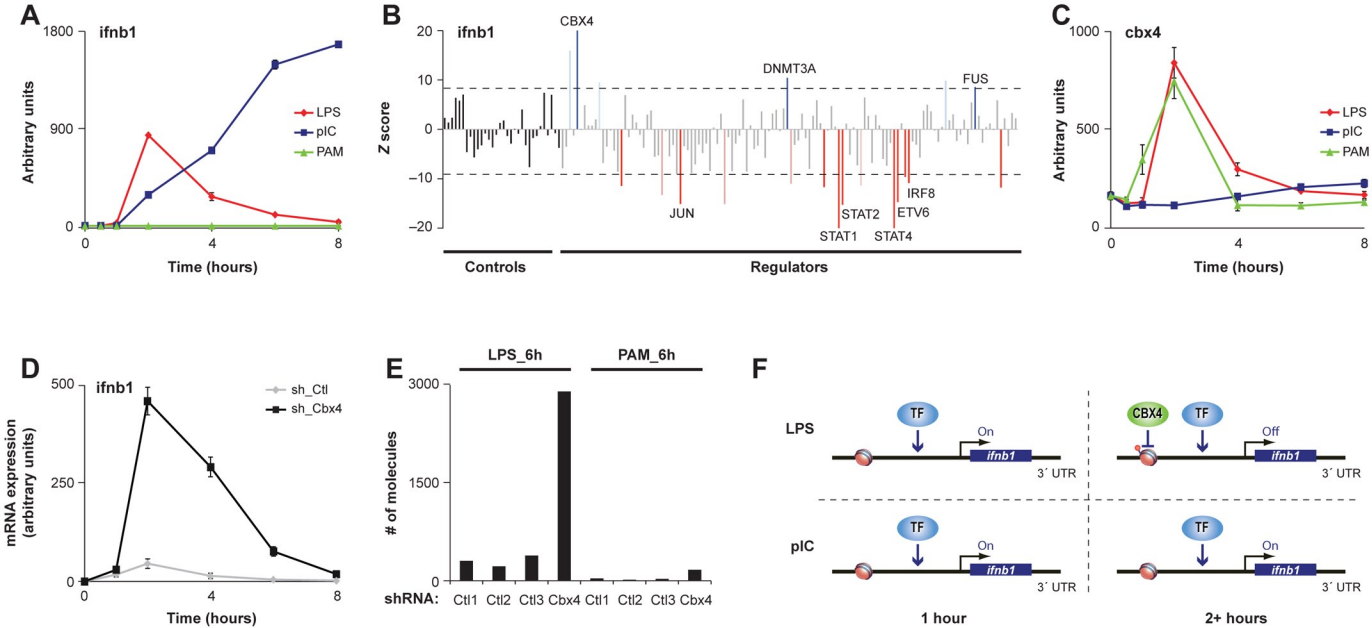 A
ifnb1
1800
900
0
Arbitrary units
0 4 8
Time (hours)
LPS
pIC
PAM
B
ifnb1
20
10
0
−10
−20
Z score
CBX4
DNMT3A
FUS
JUN
STAT1
STAT2
STAT4
ETV6
IRF8
Controls
Regulators
C
cbx4
1000
500
0
Arbitrary units
0 4 8
Time (hours)
LPS
pIC
PAM
D
ifnb1
500
250
0
mRNA expression
(arbitrary units)
0 4 8
Time (hours)
sh_Ctl
sh_Cbx4
E
LPS_6h PAM_6h
3000
1500
0
# of molecules
shRNA: Ctl1 Ctl2 Ctl3 Cbx4 Ctl1 Ctl2 Ctl3 Cbx4
F
LPS
TF
On
ifnb1
3´ UTR
CBX4
TF
Off
ifnb1
3´ UTR
pIC
TF
On
ifnb1
3´ UTR
TF
On
ifnb1
3´ UTR
1 hour
2+ hours